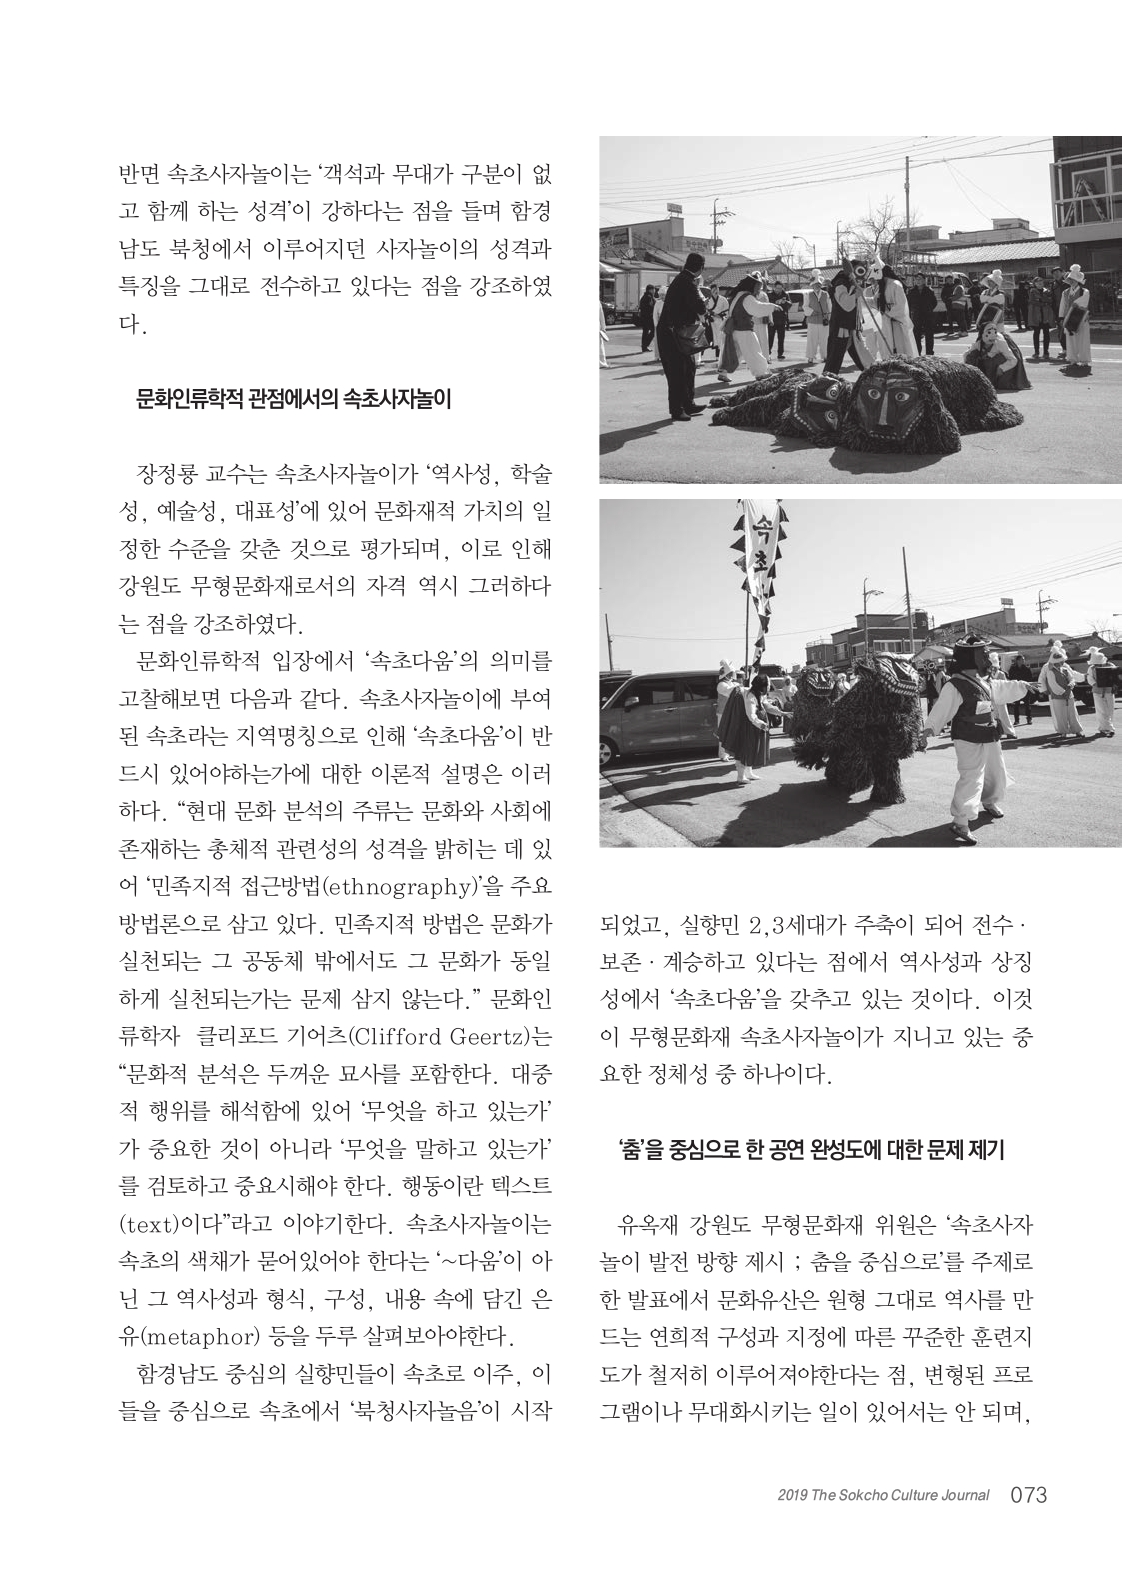 반면 속초사자놀이는 ‘객석과 무대가 구분이 없
고 함께 하는 성격’이 강하다는 점을 들며 함경
남도 북청에서 이루어지던 사자놀이의 성격과
특징을 그대로 전수하고 있다는 점을 강조하였
다.
문화인류학적 관점에서의 속초사자놀이
장정룡 교수는 속초사자놀이가 ‘역사성, 학술
성, 예술성, 대표성’에 있어 문화재적 가치의 일
정한 수준을 갖춘 것으로 평가되며, 이로 인해
강원도 무형문화재로서의 자격 역시 그러하다
는 점을 강조하였다.
문화인류학적 입장에서 ‘속초다움’의 의미를
고찰해보면 다음과 같다. 속초사자놀이에 부여
된 속초라는 지역명칭으로 인해 ‘속초다움’이 반
드시 있어야하는가에 대한 이론적 설명은 이러
하다. “현대 문화 분석의 주류는 문화와 사회에
존재하는 총체적 관련성의 성격을 밝히는 데 있
어 ‘민족지적 접근방법(ethnography)’을 주요
방법론으로 삼고 있다. 민족지적 방법은 문화가
실천되는 그 공동체 밖에서도 그 문화가 동일
하게 실천되는가는 문제 삼지 않는다.” 문화인
류학자 클리포드 기어츠(Clifford Geertz)는
“문화적 분석은 두꺼운 묘사를 포함한다. 대중
적 행위를 해석함에 있어 ‘무엇을 하고 있는가’
가 중요한 것이 아니라 ‘무엇을 말하고 있는가’
를 검토하고 중요시해야 한다. 행동이란 텍스트
(text)이다”라고 이야기한다. 속초사자놀이는
속초의 색채가 묻어있어야 한다는 ‘~다움’이 아
닌 그 역사성과 형식, 구성, 내용 속에 담긴 은
유(metaphor) 등을 두루 살펴보아야한다.
함경남도 중심의 실향민들이 속초로 이주, 이
들을 중심으로 속초에서 ‘북청사자놀음’이 시작
속초
되었고, 실향민 2,3세대가 주축이 되어 전수 ·
보존 · 계승하고 있다는 점에서 역사성과 상징
성에서 ‘속초다움’을 갖추고 있는 것이다. 이것
이 무형문화재 속초사자놀이가 지니고 있는 중
요한 정체성 중 하나이다.
‘춤’을 중심으로 한 공연 완성도에 대한 문제 제기
유옥재 강원도 무형문화재 위원은 ‘속초사자
놀이 발전 방향 제시 ; 춤을 중심으로’를 주제로
한 발표에서 문화유산은 원형 그대로 역사를 만
드는 연희적 구성과 지정에 따른 꾸준한 훈련지
도가 철저히 이루어져야한다는 점, 변형된 프로
그램이나 무대화시키는 일이 있어서는 안 되며,
2019 The Sokcho Culture Journal 073